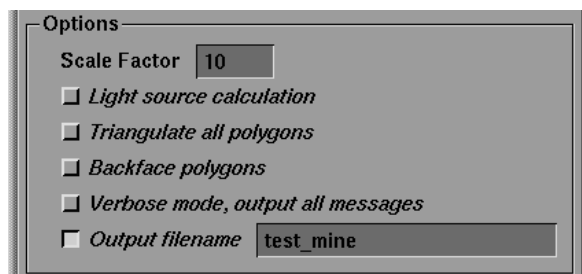 Options
Scale Factor 10
Light source calculation
Triangulate all polygons
Backface polygons
Verbose mode, output all messages
Output filename test_mine